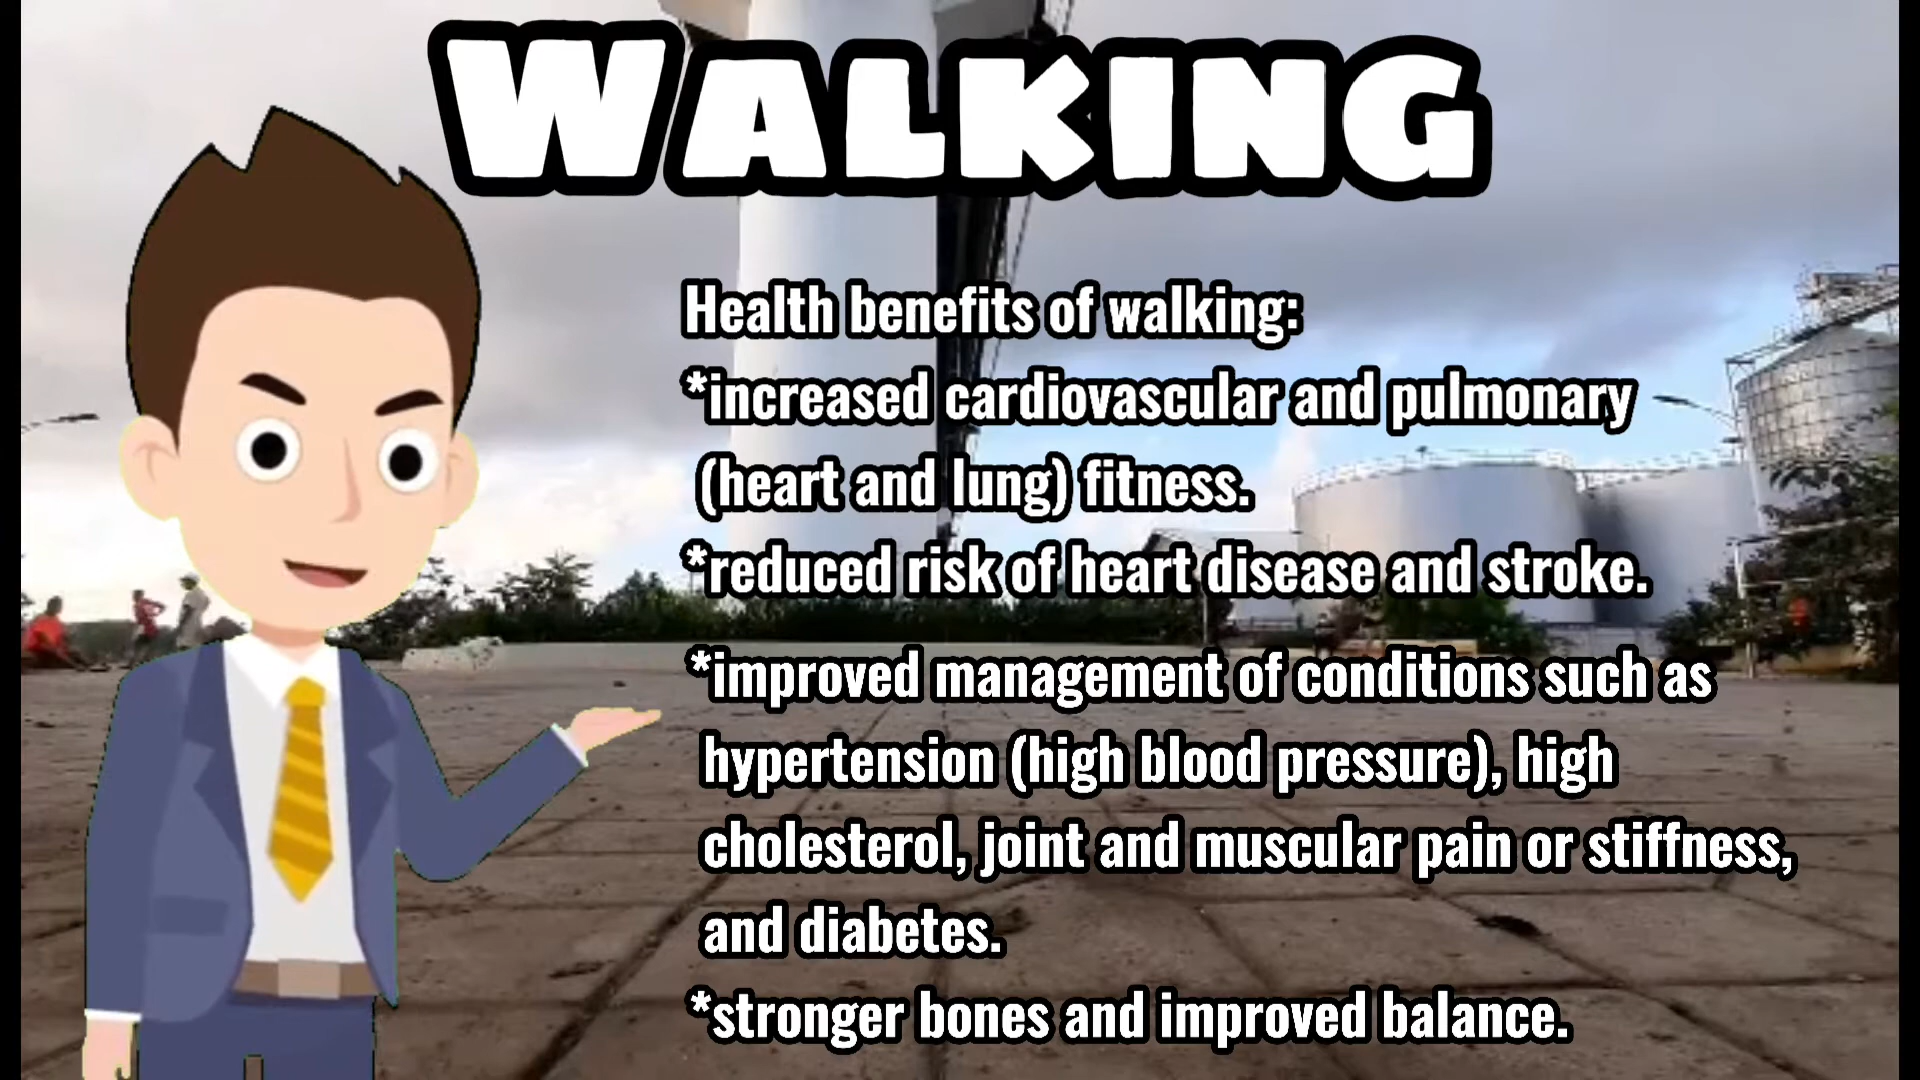 WALKING
Health benefits of walking:
*increased cardiovascular and pulmonary
(heart and lung) fitness.
*reduced risk of heart disease and stroke.
*improved management of conditions such as
hypertension (high blood pressure), high
cholesterol, joint and muscular pain or stiffness,
and diabetes.
*stronger bones and improved balance.